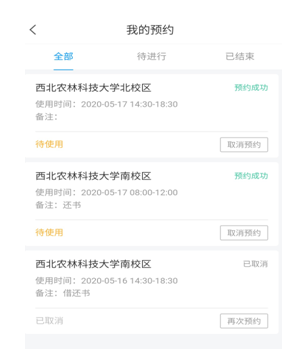 我的预约
全部 待进行 已结束
西北农林科技大学北校区 预约成功
使用时间：2020-05-17 14:30-18:30
备注：
待使用 取消预约
西北农林科技大学南校区 预约成功
使用时间：2020-05-17 08:00-12:00
备注：还书
待使用 取消预约
西北农林科技大学南校区 已取消
使用时间：2020-05-16 14:30-18:30
备注：借还书
已取消 再次预约